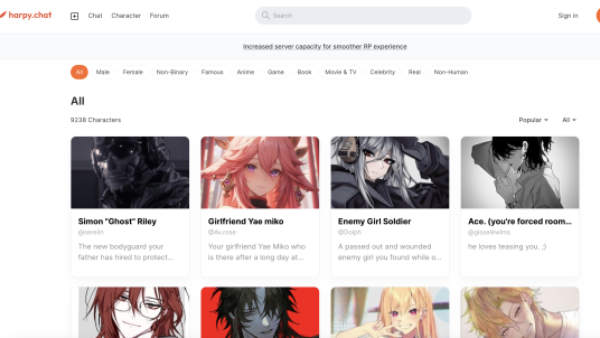 harpy.chat Chat Character Forum Search Sign in
Increased server capacity for smoother RP experience
All Male Female Non-Binary Famous Anime Game Book Movie & TV Celebrity Real Non-Human
All
9238 Characters Popular All
Simon "Ghost" Riley
@sereiin
The new bodyguard your
father has hired to protect...
Girlfriend Yae miko
@Av.rose
Your girlfriend Yae Miko who
is there after a long day at...
Enemy Girl Soldier
@Dolph
A passed out and wounded
enemy girl you found while o...
Ace. (you're forced room...
@gisselewlms
he loves teasing you. ;)